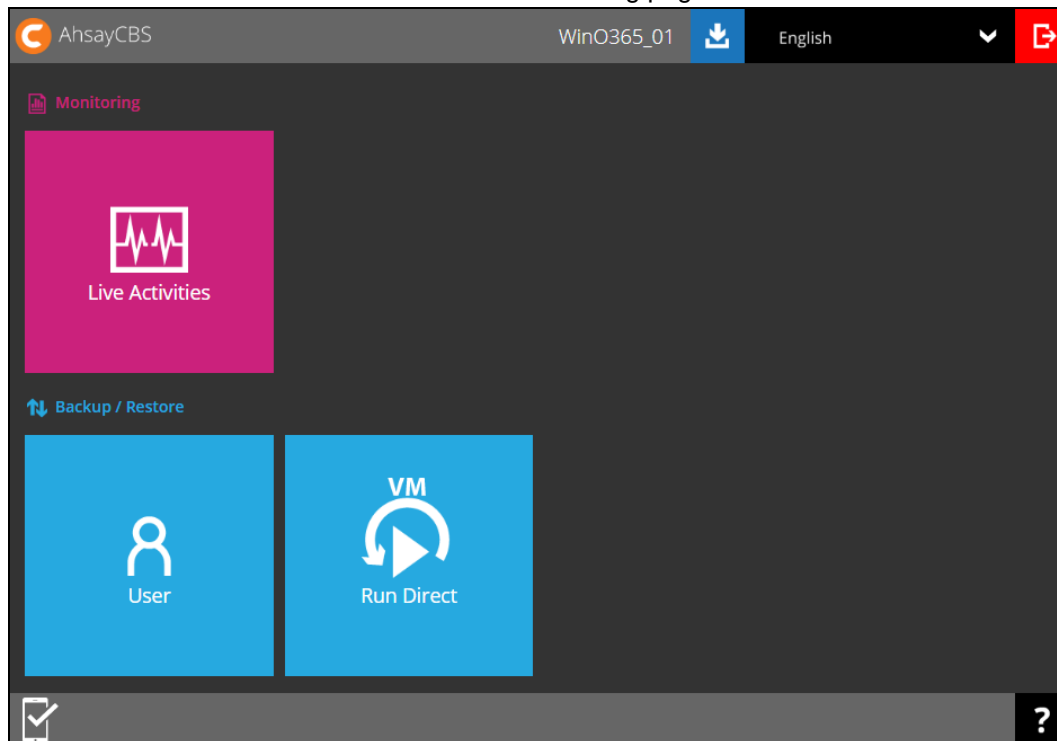 AhsayCBS WinO365_01 English
Monitoring
Live Activities
Backup / Restore
VM
User Run Direct
?